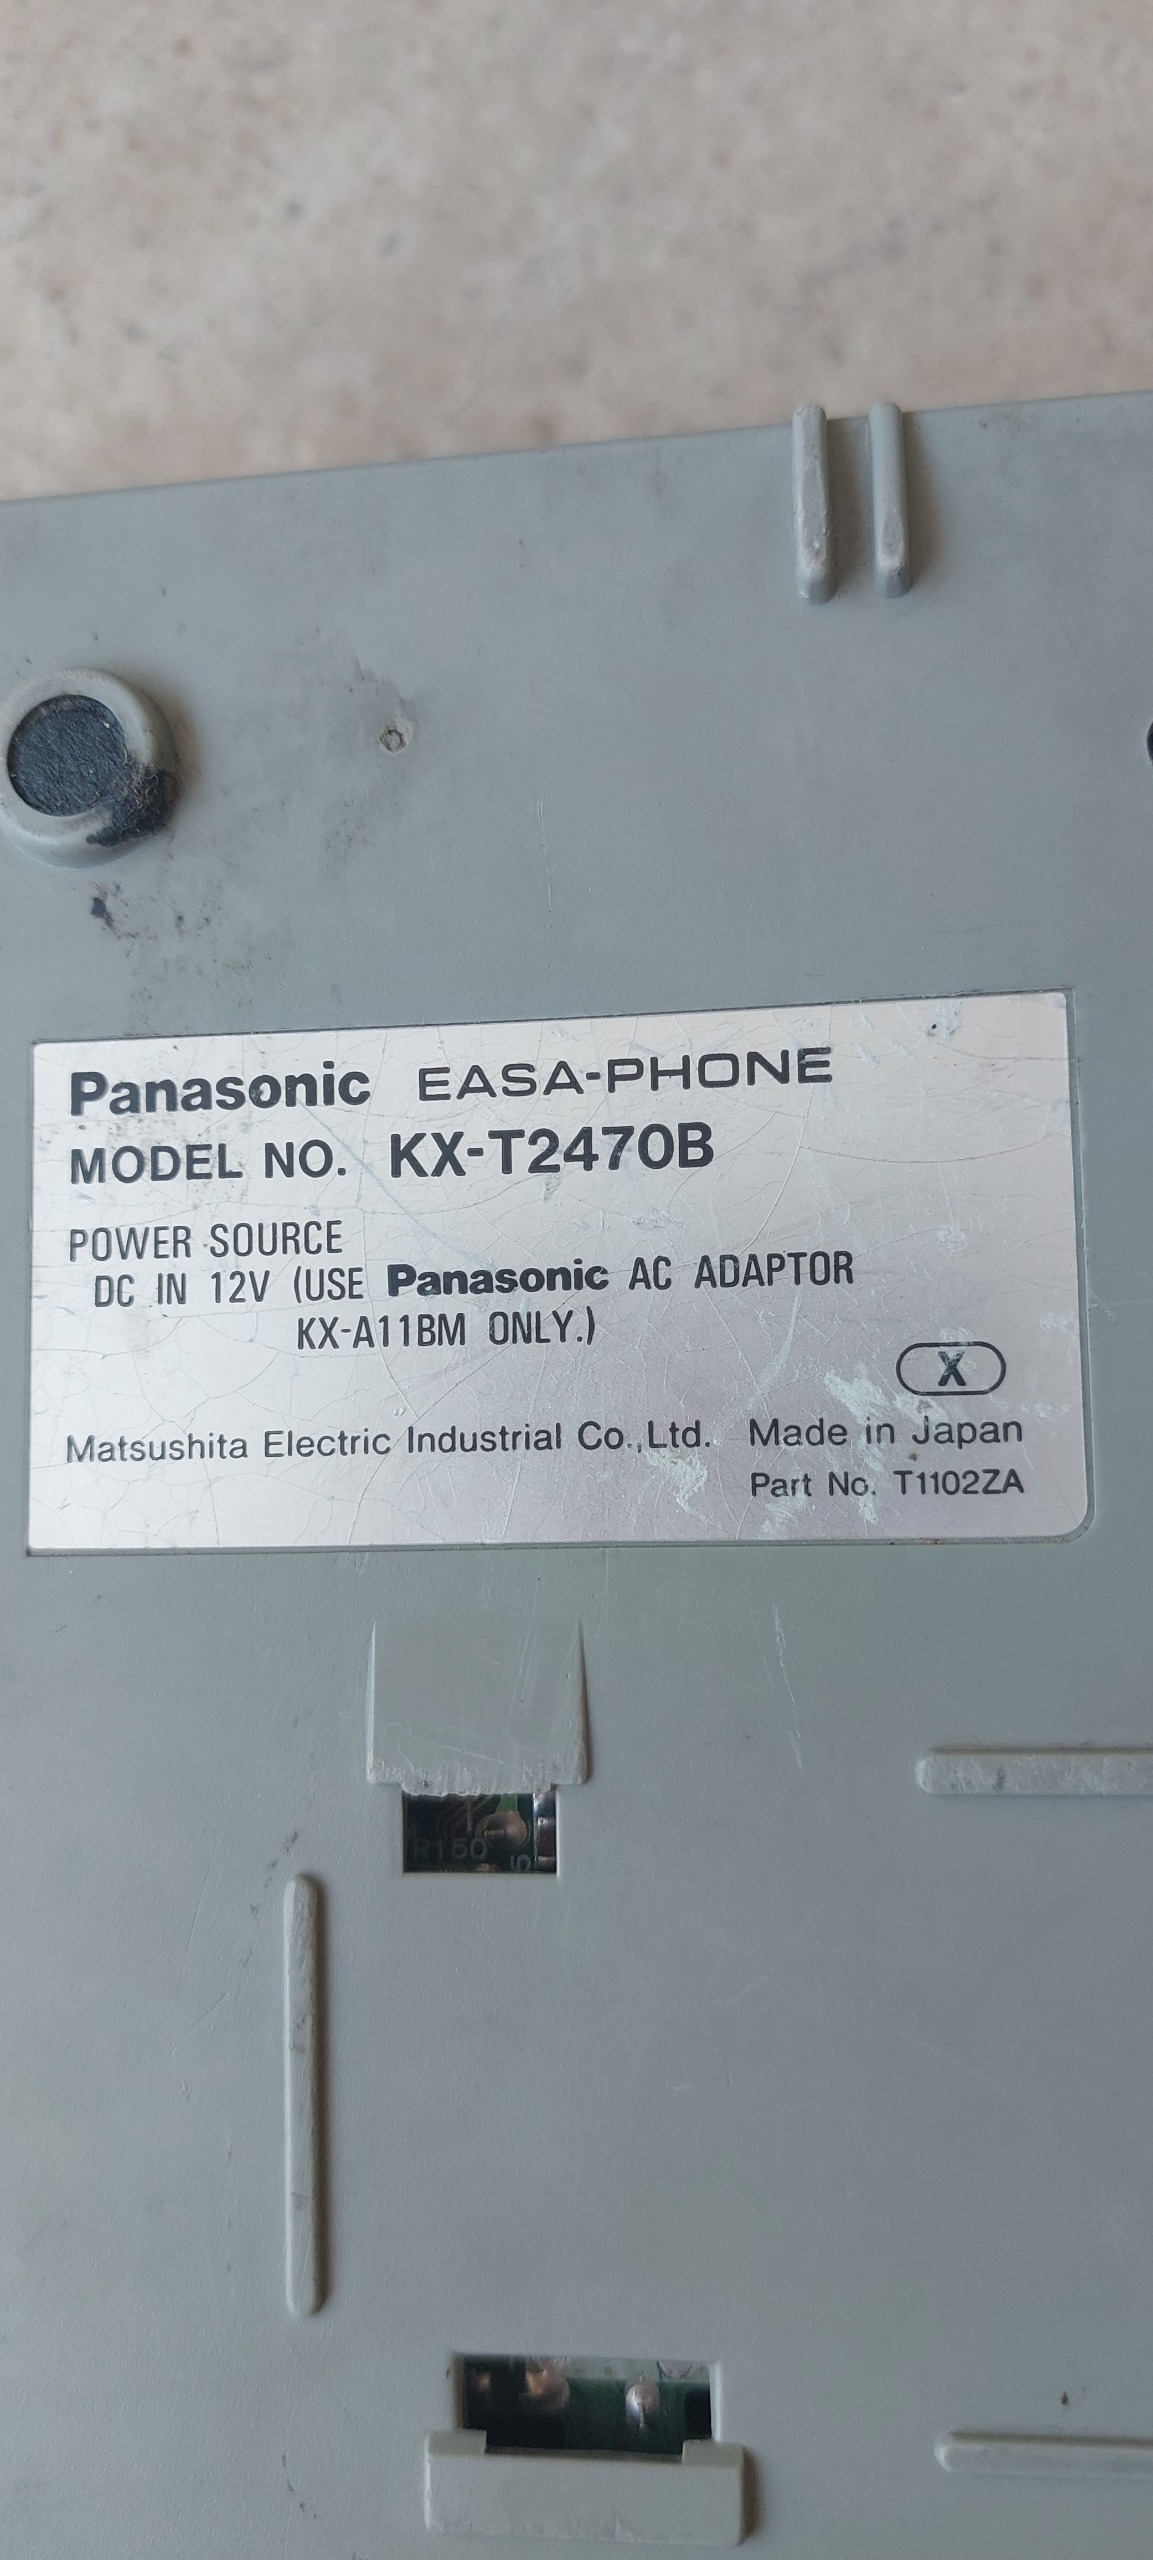 Panasonic EASA-PHONE
MODEL NO. KX-T2470B
POWER SOURCE
DC IN 12V (USE Panasonic AC ADAPTOR
KX-A11BM ONLY.)
X
Matsushita Electric Industrial Co.,Ltd. Made in Japan
Part No. T1102ZA
R150
5